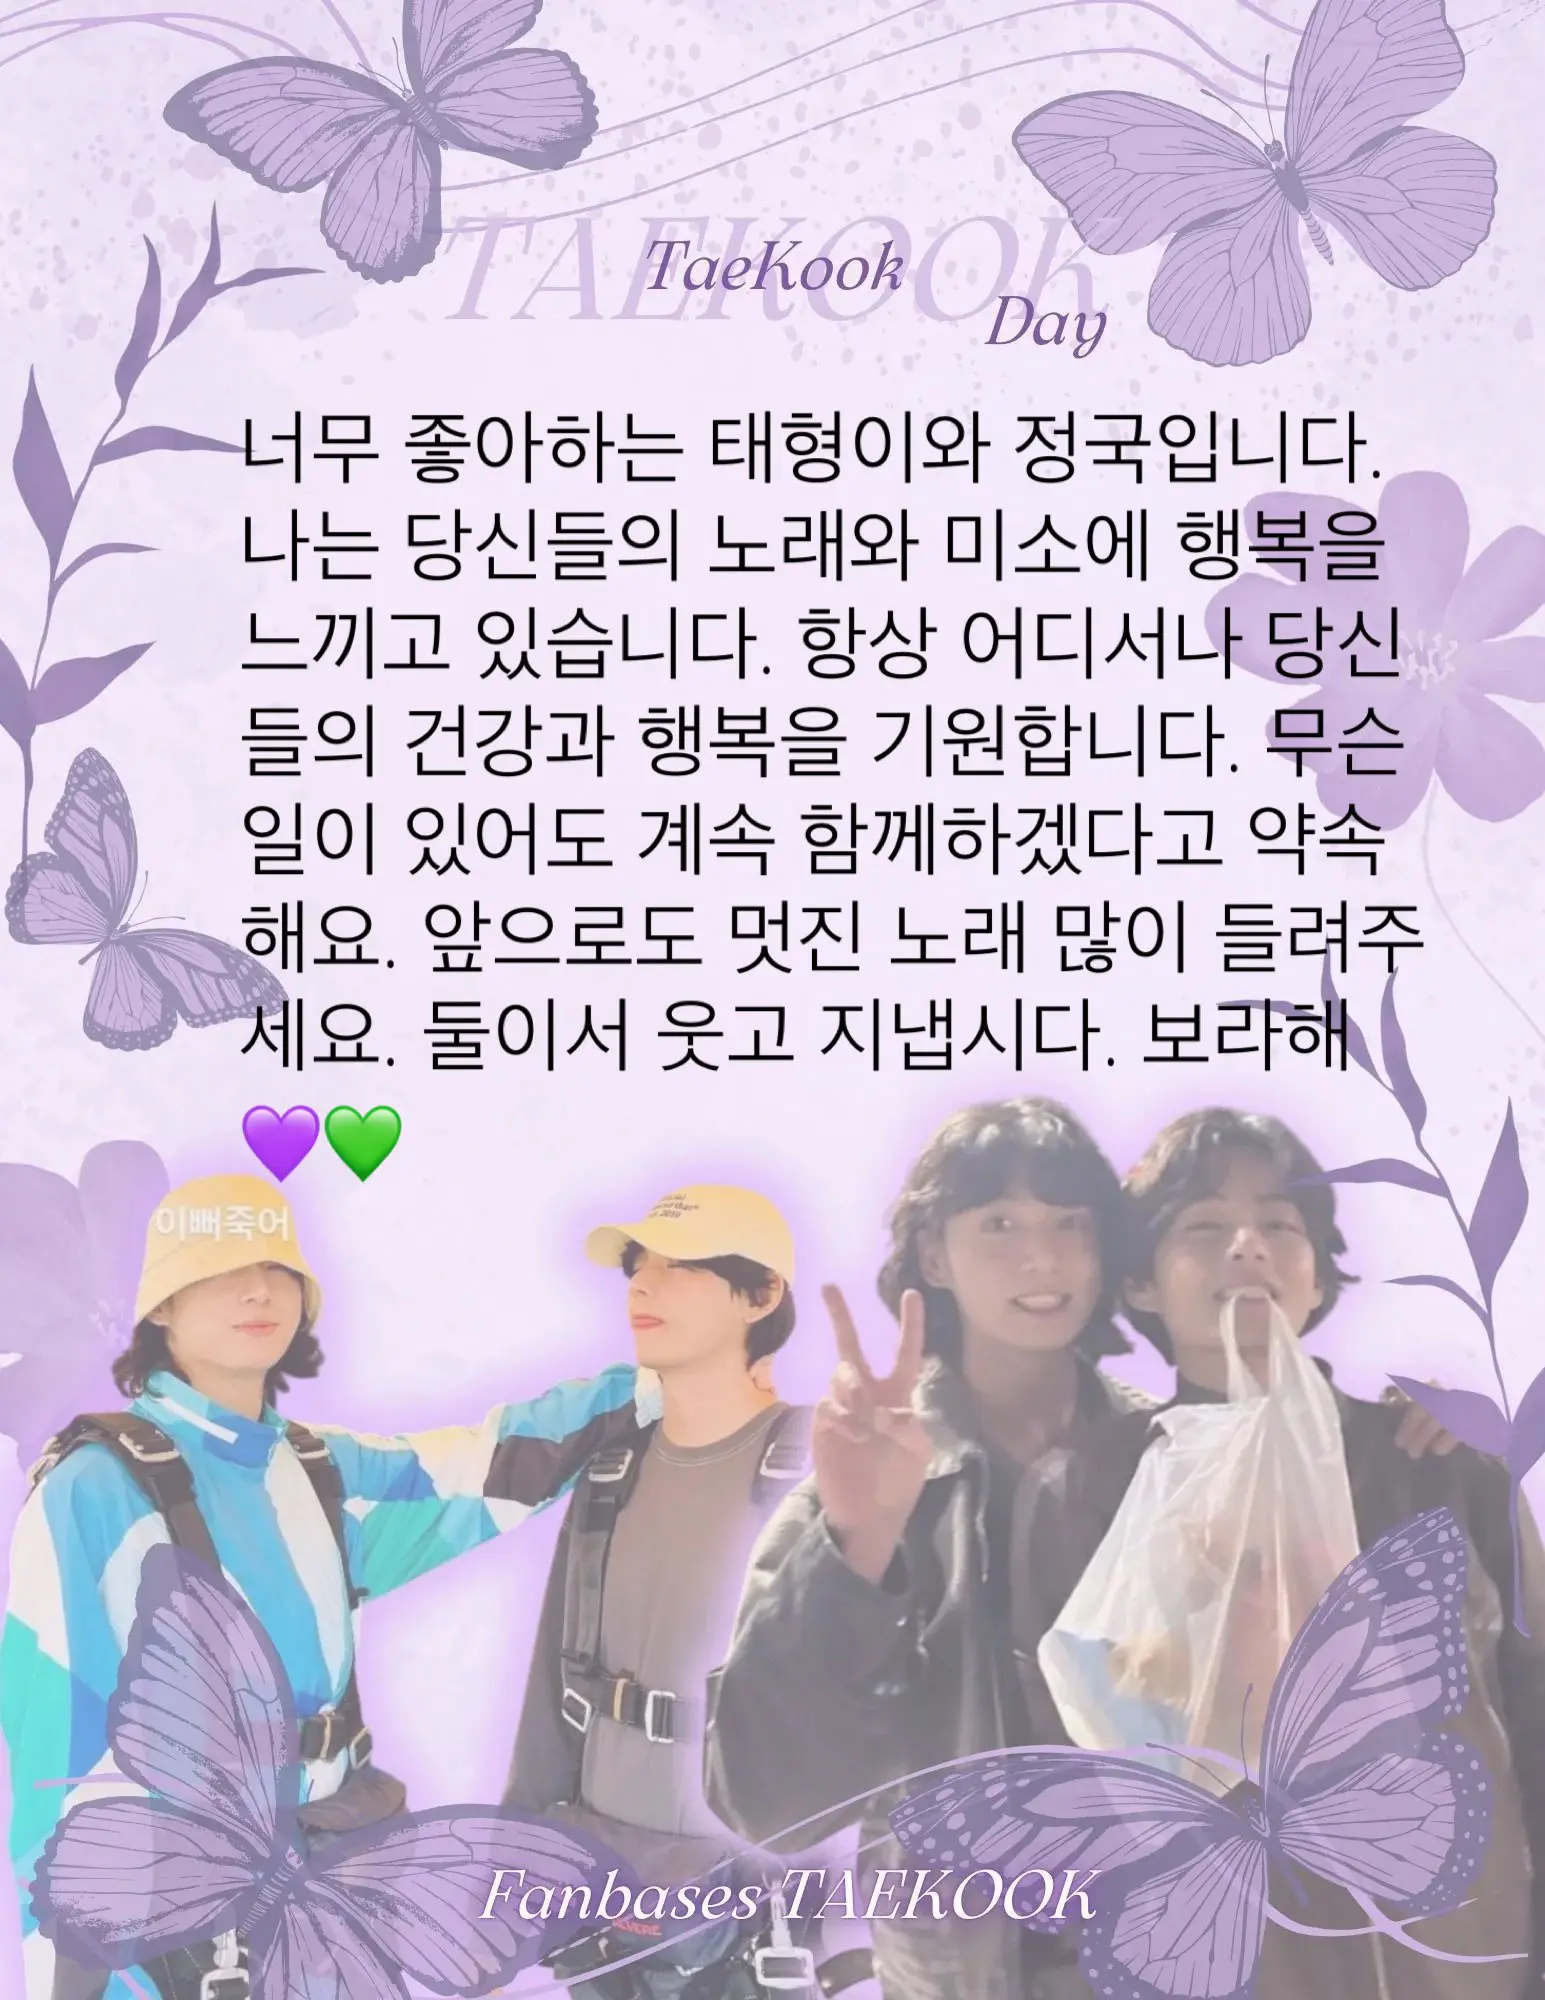 TAEKOOK
TaeKook
Day
너무 좋아하는 태형이와 정국입니다.
나는 당신들의 노래와 미소에 행복을
느끼고 있습니다. 항상 어디서나 당신
들의 건강과 행복을 기원합니다. 무슨
일이 있어도 계속 함께하겠다고 약속
해요. 앞으로도 멋진 노래 많이 들려주
세요. 둘이서 웃고 지냅시다. 보라해
💜💚
이뻐죽어
Fanbases TAEKOOK